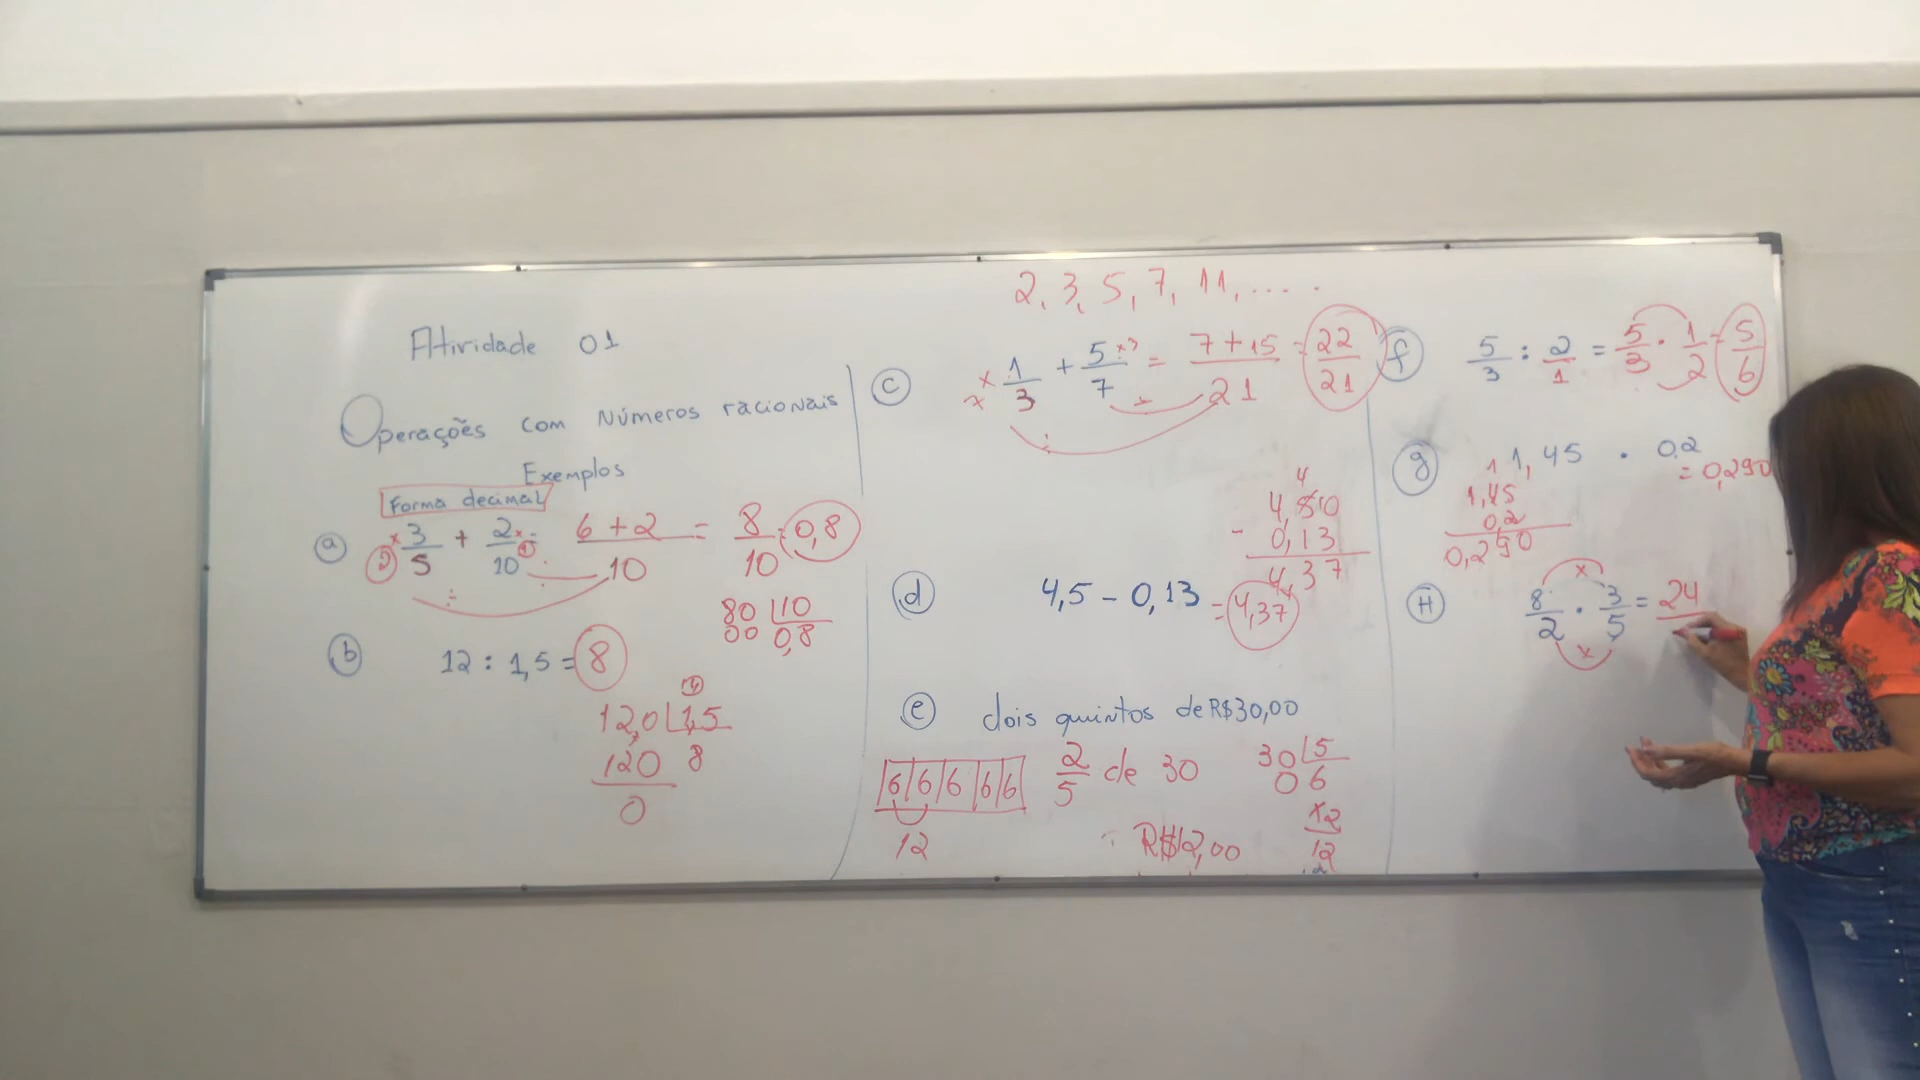 Atividade 01
Operações com Números racionais
Exemplos
Forma decimal
a 3/5 + 2/10 = 6+2/10 = 8/10 = 0,8
80 10
00 0,8
b 12 : 1,5 = 8
12,0 1,5
120 8
0
2, 3, 5, 7, 11, .....
c 1/3 + 5/7 = 7+15/21 = 22/21
4,50
- 0,13
4,37
d 4,5 - 0,13 = 4,37
e dois quintos de R$30,00
6 6 6 6 6
12
2/5 de 30
30 5
0 6
x2
12
R$12,00
f 5/3 : 2/1 = 5/3 . 1/2 = 5/6
g 1,45 . 0,2 = 0,290
1,45
0,2
0,290
H 8/2 . 3/5 = 24